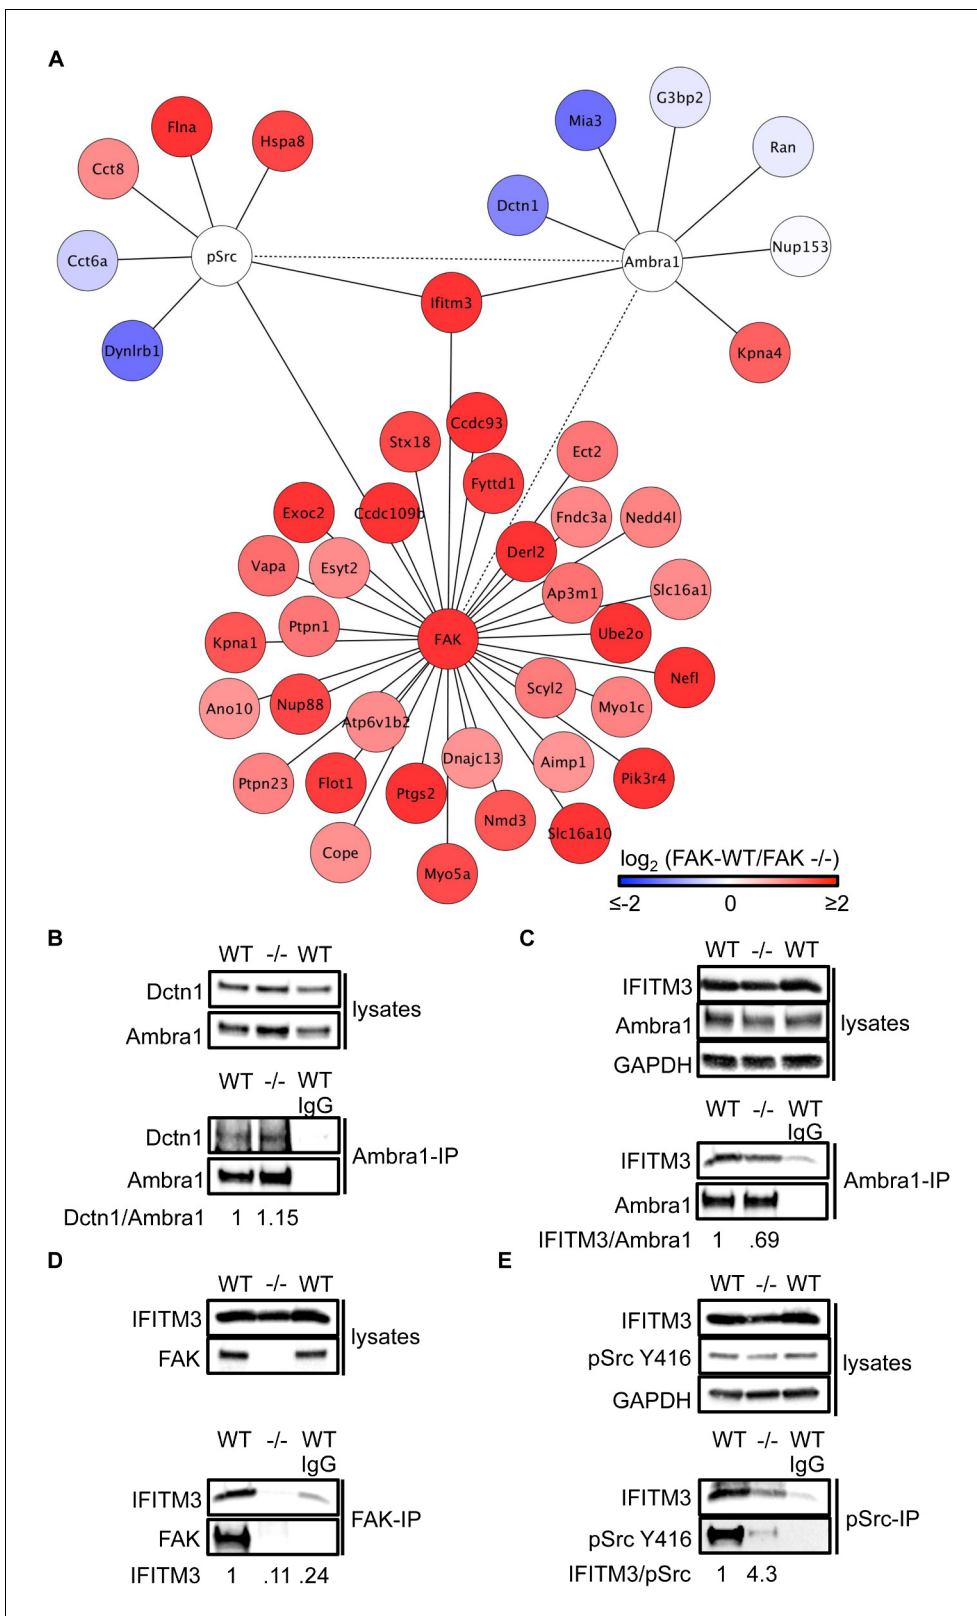 A
Flna
Hspa8
Cct8
Cct6a
pSrc
Dynlrb1
Mia3
G3bp2
Ran
Dctn1
Nup153
Ambra1
Kpna4
Ifitm3
Ccdc93
Stx18
Ect2
Fyttd1
Exoc2
Ccdc109b
Fndc3a
Nedd4l
Vapa
Esyt2
Derl2
Ap3m1
Slc16a1
Kpna1
Ptpn1
FAK
Ube2o
Nefl
Ano10
Nup88
Atp6v1b2
Scyl2
Myo1c
Ptpn23
Flot1
Ptgs2
Dnajc13
Aimp1
Pik3r4
Cope
Myo5a
Nmd3
Slc16a10
log2 (FAK-WT/FAK -/-)
≤-2 0 ≥2
B
WT -/- WT
Dctn1
Ambra1
lysates
WT -/- WT
IgG
Dctn1
Ambra1
Ambra1-IP
Dctn1/Ambra1 1 1.15
C
WT -/- WT
IFITM3
Ambra1
GAPDH
lysates
WT -/- WT
IgG
IFITM3
Ambra1
Ambra1-IP
IFITM3/Ambra1 1 .69
D
WT -/- WT
IFITM3
FAK
lysates
WT -/- WT
IgG
IFITM3
FAK
FAK-IP
IFITM3 1 .11 .24
E
WT -/- WT
IFITM3
pSrc Y416
GAPDH
lysates
WT -/- WT
IgG
IFITM3
pSrc Y416
pSrc-IP
IFITM3/pSrc 1 4.3